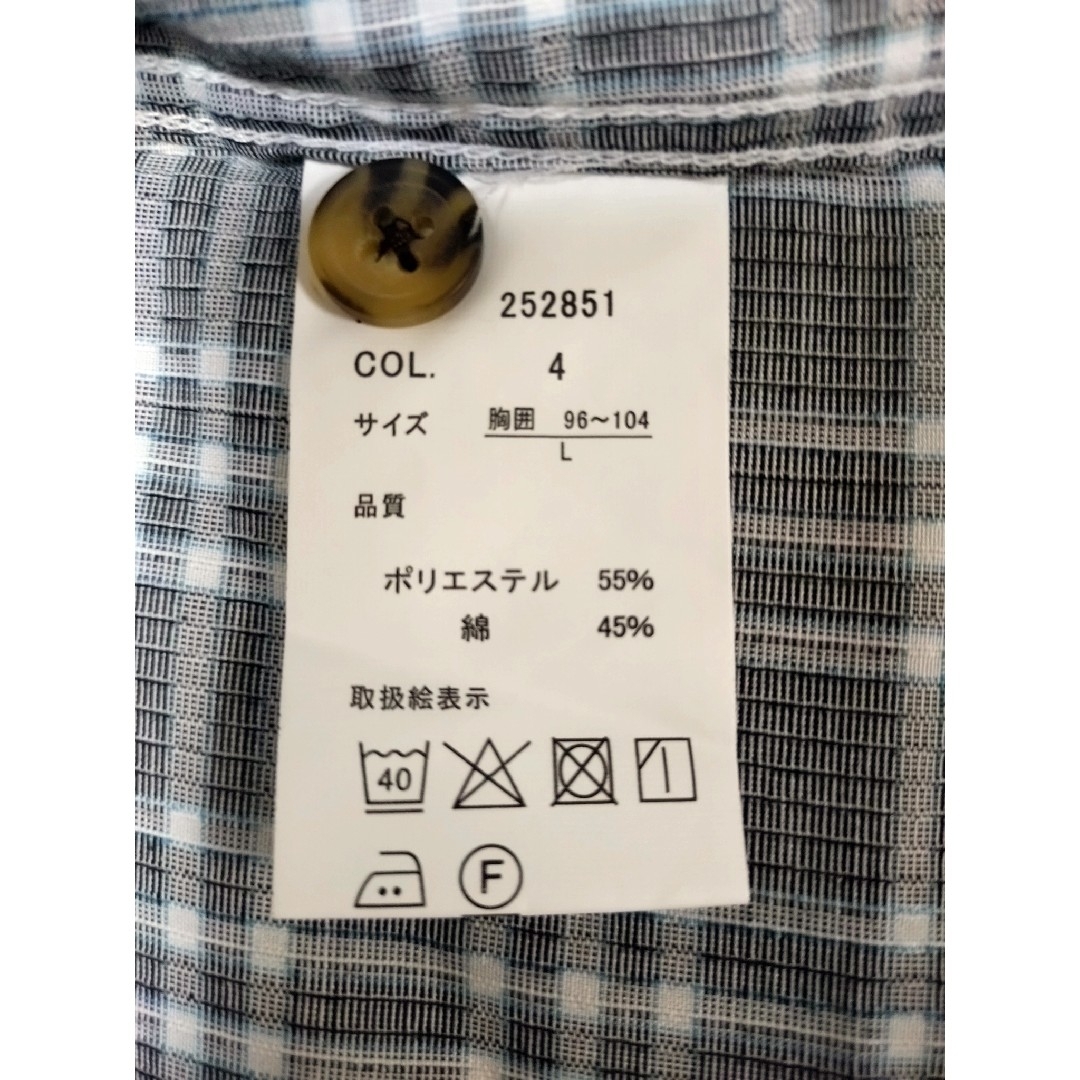 252851
COL. 4
サイズ 胸囲 96～104
L
品質
ポリエステル 55%
綿 45%
取扱絵表示
40
F